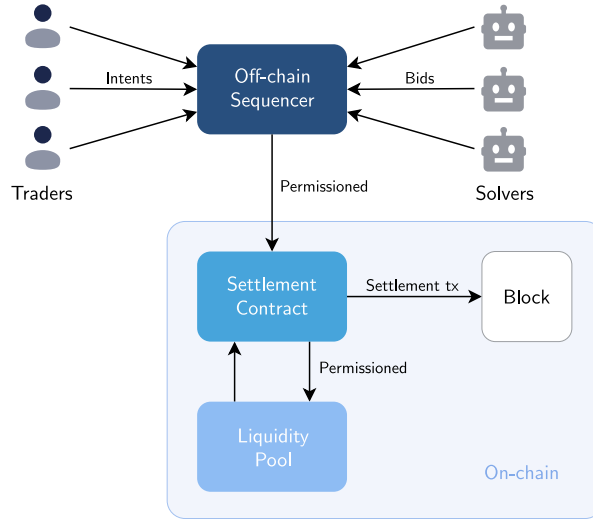 Off-chain
Sequencer
Intents
Bids
Traders
Solvers
Permissioned
Settlement
Contract
Settlement tx
Block
Permissioned
Liquidity
Pool
On-chain